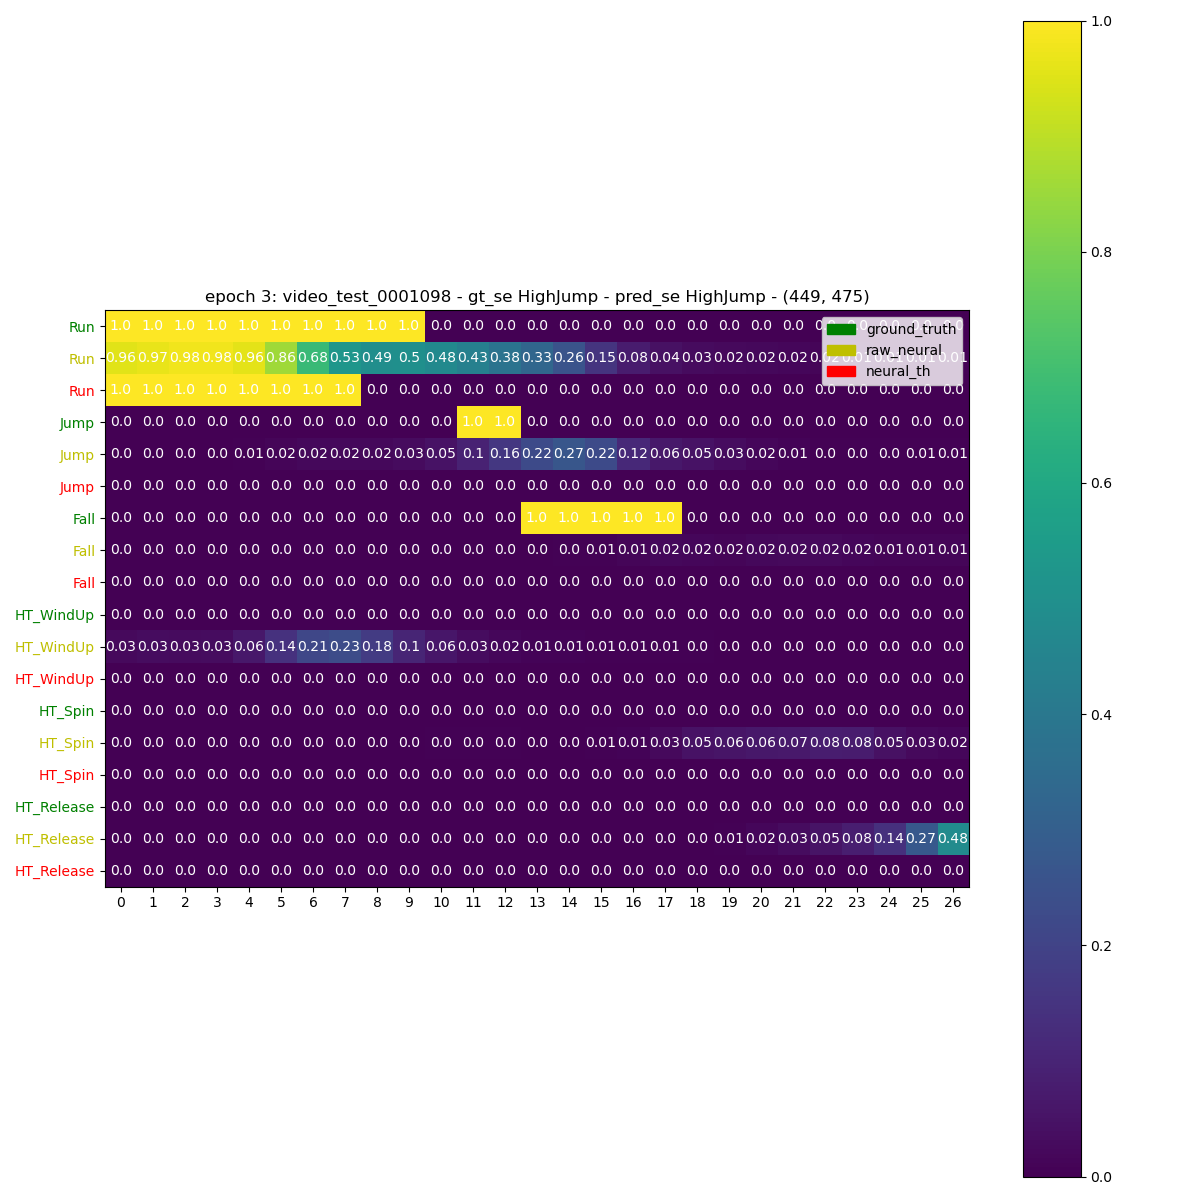 epoch 3: video_test_0001098 - gt_se HighJump - pred_se HighJump - (449, 475)
Run 1.0 1.0 1.0 1.0 1.0 1.0 1.0 1.0 1.0 1.0 0.0 0.0 0.0 0.0 0.0 0.0 0.0 0.0 0.0 0.0 0.0 0.0
ground_truth
Run 0.96 0.97 0.98 0.98 0.96 0.86 0.68 0.53 0.49 0.5 0.48 0.43 0.38 0.33 0.26 0.15 0.08 0.04 0.03 0.02 0.02 0.02 0.02 0.01
raw_neural
Run 1.0 1.0 1.0 1.0 1.0 1.0 1.0 1.0 0.0 0.0 0.0 0.0 0.0 0.0 0.0 0.0 0.0 0.0 0.0 0.0 0.0 0.0
neural_th
Jump 0.0 0.0 0.0 0.0 0.0 0.0 0.0 0.0 0.0 0.0 0.0 1.0 1.0 0.0 0.0 0.0 0.0 0.0 0.0 0.0 0.0 0.0 0.0 0.0 0.0 0.0 0.0
Jump 0.0 0.0 0.0 0.0 0.01 0.02 0.02 0.02 0.02 0.03 0.05 0.1 0.16 0.22 0.27 0.22 0.12 0.06 0.05 0.03 0.02 0.01 0.0 0.0 0.0 0.01 0.01
Jump 0.0 0.0 0.0 0.0 0.0 0.0 0.0 0.0 0.0 0.0 0.0 0.0 0.0 0.0 0.0 0.0 0.0 0.0 0.0 0.0 0.0 0.0 0.0 0.0 0.0 0.0 0.0
Fall 0.0 0.0 0.0 0.0 0.0 0.0 0.0 0.0 0.0 0.0 0.0 0.0 0.0 1.0 1.0 1.0 1.0 1.0 0.0 0.0 0.0 0.0 0.0 0.0 0.0 0.0 0.0
Fall 0.0 0.0 0.0 0.0 0.0 0.0 0.0 0.0 0.0 0.0 0.0 0.0 0.0 0.0 0.0 0.01 0.01 0.02 0.02 0.02 0.02 0.02 0.02 0.02 0.01 0.01 0.01
Fall 0.0 0.0 0.0 0.0 0.0 0.0 0.0 0.0 0.0 0.0 0.0 0.0 0.0 0.0 0.0 0.0 0.0 0.0 0.0 0.0 0.0 0.0 0.0 0.0 0.0 0.0 0.0
HT_WindUp 0.0 0.0 0.0 0.0 0.0 0.0 0.0 0.0 0.0 0.0 0.0 0.0 0.0 0.0 0.0 0.0 0.0 0.0 0.0 0.0 0.0 0.0 0.0 0.0 0.0 0.0 0.0
HT_WindUp 0.03 0.03 0.03 0.03 0.06 0.14 0.21 0.23 0.18 0.1 0.06 0.03 0.02 0.01 0.01 0.01 0.01 0.01 0.0 0.0 0.0 0.0 0.0 0.0 0.0 0.0 0.0
HT_WindUp 0.0 0.0 0.0 0.0 0.0 0.0 0.0 0.0 0.0 0.0 0.0 0.0 0.0 0.0 0.0 0.0 0.0 0.0 0.0 0.0 0.0 0.0 0.0 0.0 0.0 0.0 0.0
HT_Spin 0.0 0.0 0.0 0.0 0.0 0.0 0.0 0.0 0.0 0.0 0.0 0.0 0.0 0.0 0.0 0.0 0.0 0.0 0.0 0.0 0.0 0.0 0.0 0.0 0.0 0.0 0.0
HT_Spin 0.0 0.0 0.0 0.0 0.0 0.0 0.0 0.0 0.0 0.0 0.0 0.0 0.0 0.0 0.0 0.01 0.01 0.03 0.05 0.06 0.06 0.07 0.08 0.08 0.05 0.03 0.02
HT_Spin 0.0 0.0 0.0 0.0 0.0 0.0 0.0 0.0 0.0 0.0 0.0 0.0 0.0 0.0 0.0 0.0 0.0 0.0 0.0 0.0 0.0 0.0 0.0 0.0 0.0 0.0 0.0
HT_Release 0.0 0.0 0.0 0.0 0.0 0.0 0.0 0.0 0.0 0.0 0.0 0.0 0.0 0.0 0.0 0.0 0.0 0.0 0.0 0.0 0.0 0.0 0.0 0.0 0.0 0.0 0.0
HT_Release 0.0 0.0 0.0 0.0 0.0 0.0 0.0 0.0 0.0 0.0 0.0 0.0 0.0 0.0 0.0 0.0 0.0 0.0 0.0 0.01 0.02 0.03 0.05 0.08 0.14 0.27 0.48
HT_Release 0.0 0.0 0.0 0.0 0.0 0.0 0.0 0.0 0.0 0.0 0.0 0.0 0.0 0.0 0.0 0.0 0.0 0.0 0.0 0.0 0.0 0.0 0.0 0.0 0.0 0.0 0.0
0 1 2 3 4 5 6 7 8 9 10 11 12 13 14 15 16 17 18 19 20 21 22 23 24 25 26
1.0
0.8
0.6
0.4
0.2
0.0